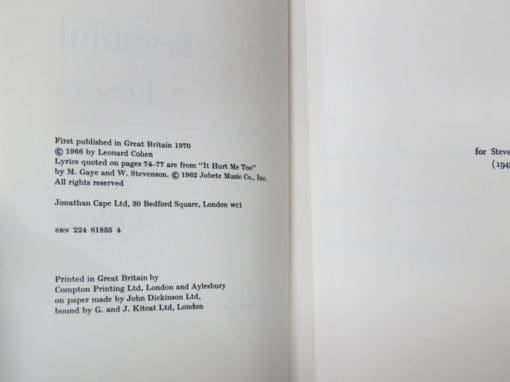 First published in Great Britain 1970
© 1966 by Leonard Cohen
Lyrics quoted on pages 74-77 are from "It Hurt Me Too"
by M. Gaye and W. Stevenson. © 1962 Jobete Music Co., Inc.
All rights reserved
Jonathan Cape Ltd, 30 Bedford Square, London WC1
SBN 224 61833 4
Printed in Great Britain by
Compton Printing Ltd, London and Aylesbury
on paper made by John Dickinson Ltd,
bound by G. and J. Kitcat Ltd, London
for Steve
(194
Beautiful
Losers